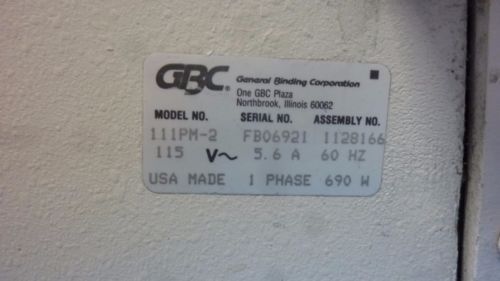 GBC® General Binding Corporation
One GBC Plaza
Northbrook, Illinois 60062
MODEL NO. SERIAL NO. ASSEMBLY NO.
111PM-2 FB06921 1128166
115 V~ 5.6 A 60 HZ
USA MADE 1 PHASE 690 W